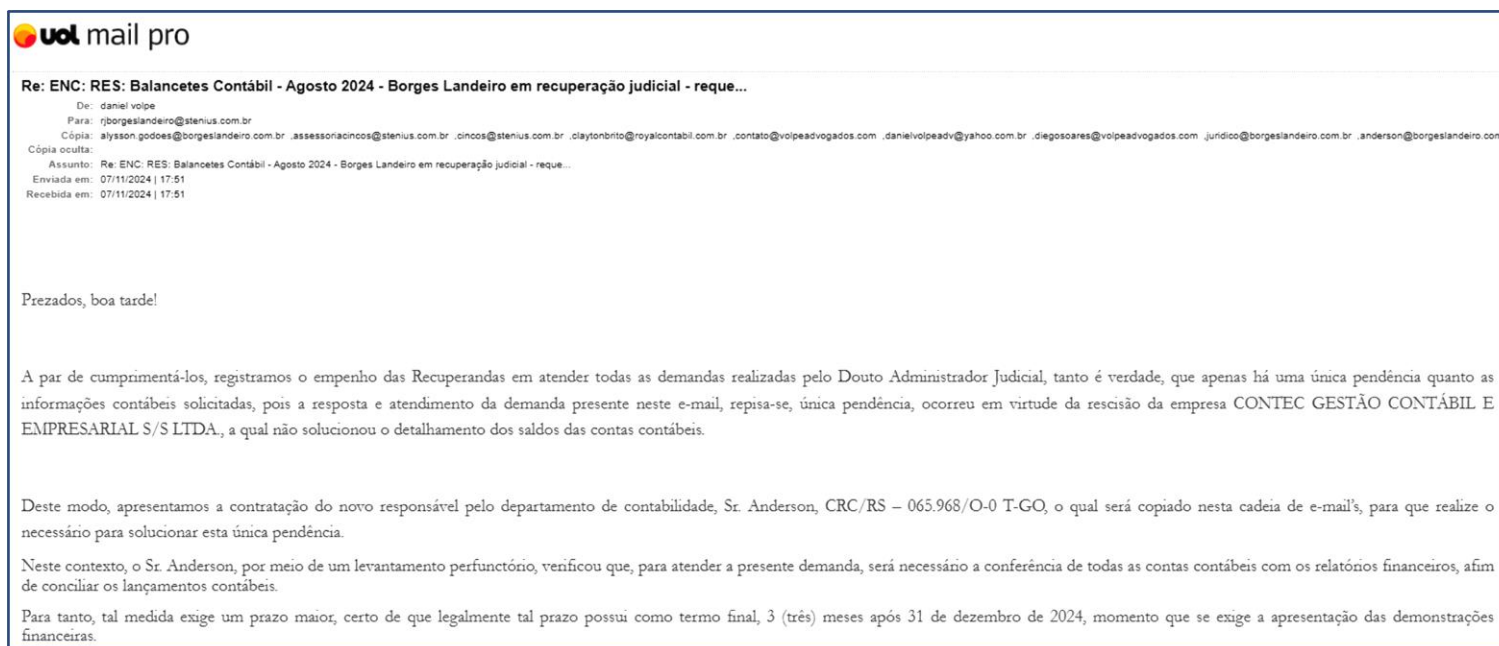 uol mail pro
Re: ENC: RES: Balancetes Contábil - Agosto 2024 - Borges Landeiro em recuperação judicial - reque...
De: daniel volpe
Para: rjborgeslandeiro@stenius.com.br
Cópia: alysson.godoes@borgeslandeiro.com.br ,assessoriacincos@stenius.com.br ,cincos@stenius.com.br ,claytonbrito@royalcontabil.com.br ,contato@volpeadvogados.com ,danielvolpeadv@yahoo.com.br ,diegosoares@volpeadvogados.com ,juridico@borgeslandeiro.com.br ,anderson@borgeslandeiro.com
Cópia oculta:
Assunto: Re: ENC: RES: Balancetes Contábil - Agosto 2024 - Borges Landeiro em recuperação judicial - reque...
Enviada em: 07/11/2024 | 17:51
Recebida em: 07/11/2024 | 17:51
Prezados, boa tarde!
A par de cumprimentá-los, registramos o empenho das Recuperandas em atender todas as demandas realizadas pelo Douto Administrador Judicial, tanto é verdade, que apenas há uma única pendência quanto as
informações contábeis solicitadas, pois a resposta e atendimento da demanda presente neste e-mail, repisa-se, única pendência, ocorreu em virtude da rescisão da empresa CONTEC GESTÃO CONTÁBIL E
EMPRESARIAL S/S LTDA., a qual não solucionou o detalhamento dos saldos das contas contábeis.
Deste modo, apresentamos a contratação do novo responsável pelo departamento de contabilidade, Sr. Anderson, CRC/RS – 065.968/O-0 T-GO, o qual será copiado nesta cadeia de e-mail's, para que realize o
necessário para solucionar esta única pendência.
Neste contexto, o Sr. Anderson, por meio de um levantamento perfunctório, verificou que, para atender a presente demanda, será necessário a conferência de todas as contas contábeis com os relatórios financeiros, afim
de conciliar os lançamentos contábeis.
Para tanto, tal medida exige um prazo maior, certo de que legalmente tal prazo possui como termo final, 3 (três) meses após 31 de dezembro de 2024, momento que se exige a apresentação das demonstrações
financeiras.